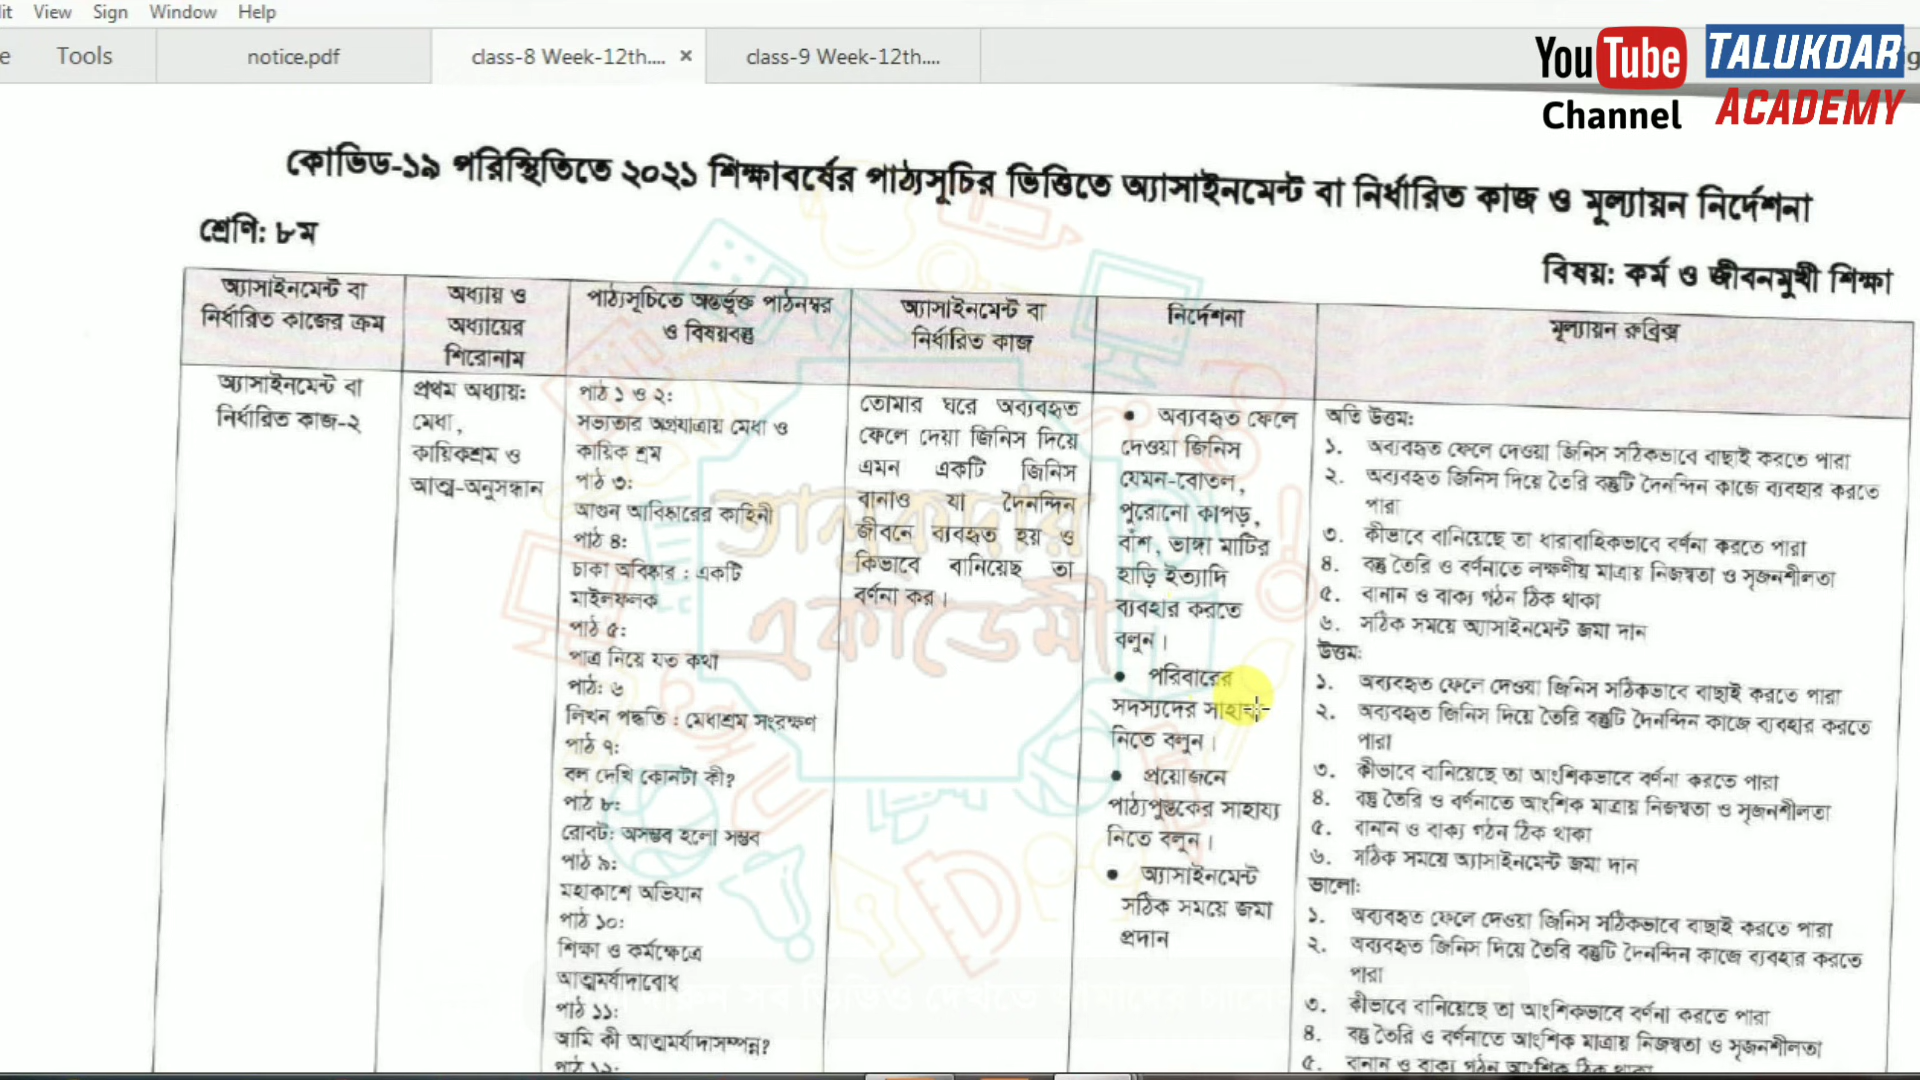 View Sign Window Help
Tools notice.pdf class-8 Week-12th.... × class-9 Week-12th....
You Tube Channel
TALUKDAR ACADEMY
কোভিড-১৯ পরিস্থিতিতে ২০২১ শিক্ষাবর্ষের পাঠ্যসূচির ভিত্তিতে অ্যাসাইনমেন্ট বা নির্ধারিত কাজ ও মূল্যায়ন নির্দেশনা
শ্রেণি: ৮ম
বিষয়: কর্ম ও জীবনমুখী শিক্ষা
অ্যাসাইনমেন্ট বা
নির্ধারিত কাজের ক্রম
অধ্যায় ও
অধ্যায়ের
শিরোনাম
পাঠ্যসূচিতে অন্তর্ভুক্ত পাঠনম্বর
ও বিষয়বস্তু
অ্যাসাইনমেন্ট বা
নির্ধারিত কাজ
নির্দেশনা
মূল্যায়ন রুব্রিক্স
অ্যাসাইনমেন্ট বা
নির্ধারিত কাজ-২
প্রথম অধ্যায়:
মেধা,
কায়িকশ্রম ও
আত্ম-অনুসন্ধান
পাঠ ১ ও ২:
সভ্যতার অগ্রযাত্রায় মেধা ও
কায়িক শ্রম
পাঠ ৩:
আগুন আবিষ্কারের কাহিনী
পাঠ ৪:
চাকা অবিষ্কার : একটি
মাইলফলক
পাঠ ৫:
পাত্র নিয়ে যত কথা
পাঠ: ৬
লিখন পদ্ধতি : মেধাশ্রম সংরক্ষণ
পাঠ ৭:
বল দেখি কোনটা কী?
পাঠ ৮:
রোবট: অসম্ভব হলো সম্ভব
পাঠ ৯:
মহাকাশে অভিযান
পাঠ ১০:
শিক্ষা ও কর্মক্ষেত্রে
আত্মমর্যাদাবোধ
পাঠ ১১:
আমি কী আত্মমর্যাদাসম্পন্ন?
পাঠ ১২:
তোমার ঘরে অব্যবহৃত
ফেলে দেয়া জিনিস দিয়ে
এমন একটি জিনিস
বানাও যা দৈনন্দিন
জীবনে ব্যবহৃত হয় ও
কিভাবে বানিয়েছ তা
বর্ণনা কর।
• অব্যবহৃত ফেলে
দেওয়া জিনিস
যেমন-বোতল,
পুরোনো কাপড়,
বাঁশ, ভাঙ্গা মাটির
হাড়ি ইত্যাদি
ব্যবহার করতে
বলুন।
• পরিবারের
সদস্যদের সাহায্য
নিতে বলুন।
• প্রয়োজনে
পাঠ্যপুস্তকের সাহায্য
নিতে বলুন।
• অ্যাসাইনমেন্ট
সঠিক সময়ে জমা
প্রদান
অতি উত্তম:
১. অব্যবহৃত ফেলে দেওয়া জিনিস সঠিকভাবে বাছাই করতে পারা
২. অব্যবহৃত জিনিস দিয়ে তৈরি বস্তুটি দৈনন্দিন কাজে ব্যবহার করতে
পারা
৩. কীভাবে বানিয়েছে তা ধারাবাহিকভাবে বর্ণনা করতে পারা
৪. বস্তু তৈরি ও বর্ণনাতে লক্ষণীয় মাত্রায় নিজস্বতা ও সৃজনশীলতা
৫. বানান ও বাক্য গঠন ঠিক থাকা
৬. সঠিক সময়ে অ্যাসাইনমেন্ট জমা দান
উত্তম:
১. অব্যবহৃত ফেলে দেওয়া জিনিস সঠিকভাবে বাছাই করতে পারা
২. অব্যবহৃত জিনিস দিয়ে তৈরি বস্তুটি দৈনন্দিন কাজে ব্যবহার করতে
পারা
৩. কীভাবে বানিয়েছে তা আংশিকভাবে বর্ণনা করতে পারা
৪. বস্তু তৈরি ও বর্ণনাতে আংশিক মাত্রায় নিজস্বতা ও সৃজনশীলতা
৫. বানান ও বাক্য গঠন ঠিক থাকা
৬. সঠিক সময়ে অ্যাসাইনমেন্ট জমা দান
ভালো:
১. অব্যবহৃত ফেলে দেওয়া জিনিস সঠিকভাবে বাছাই করতে পারা
২. অব্যবহৃত জিনিস দিয়ে তৈরি বস্তুটি দৈনন্দিন কাজে ব্যবহার করতে
পারা
৩. কীভাবে বানিয়েছে তা আংশিকভাবে বর্ণনা করতে পারা
৪. বস্তু তৈরি ও বর্ণনাতে আংশিক মাত্রায় নিজস্বতা ও সৃজনশীলতা
৫. বানান ও বাক্য গঠন আংশিক ঠিক থাকা
তালুকদার
একাডেমী